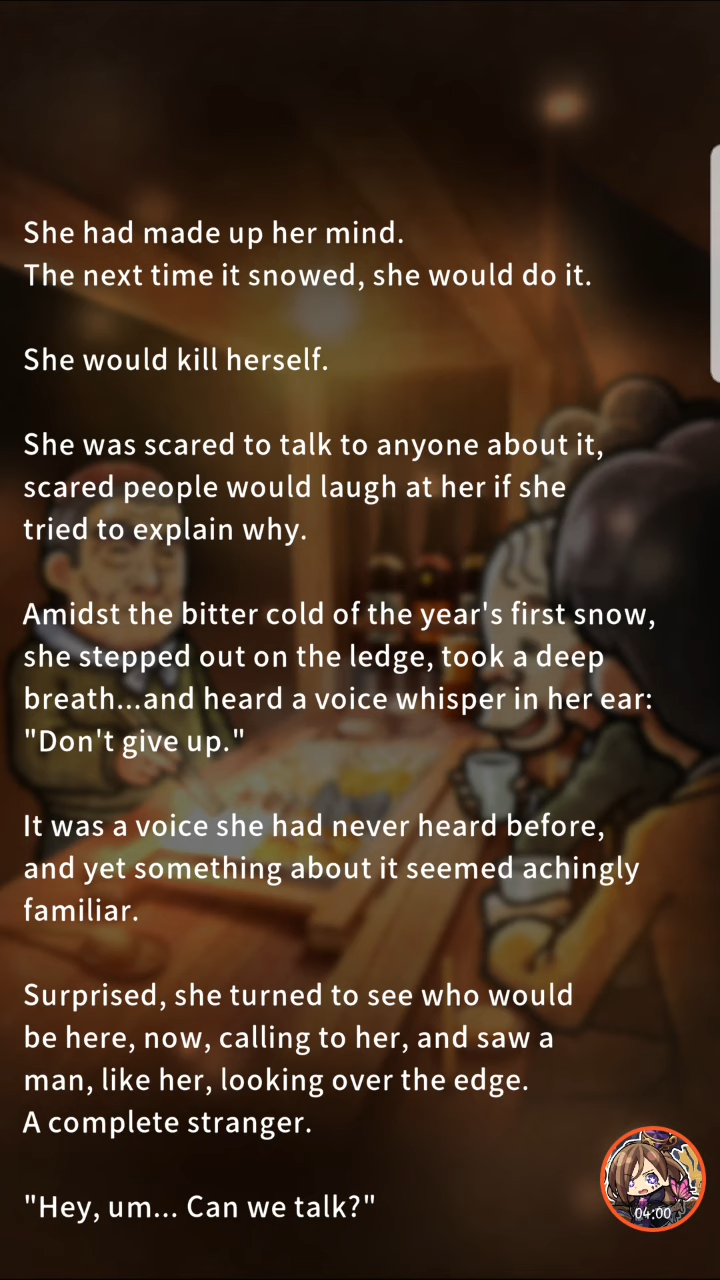 She had made up her mind.
The next time it snowed, she would do it.
She would kill herself.
She was scared to talk to anyone about it,
scared people would laugh at her if she
tried to explain why.
Amidst the bitter cold of the year's first snow,
she stepped out on the ledge, took a deep
breath...and heard a voice whisper in her ear:
"Don't give up."
It was a voice she had never heard before,
and yet something about it seemed achingly
familiar.
Surprised, she turned to see who would
be here, now, calling to her, and saw a
man, like her, looking over the edge.
A complete stranger.
"Hey, um... Can we talk?"
04:00